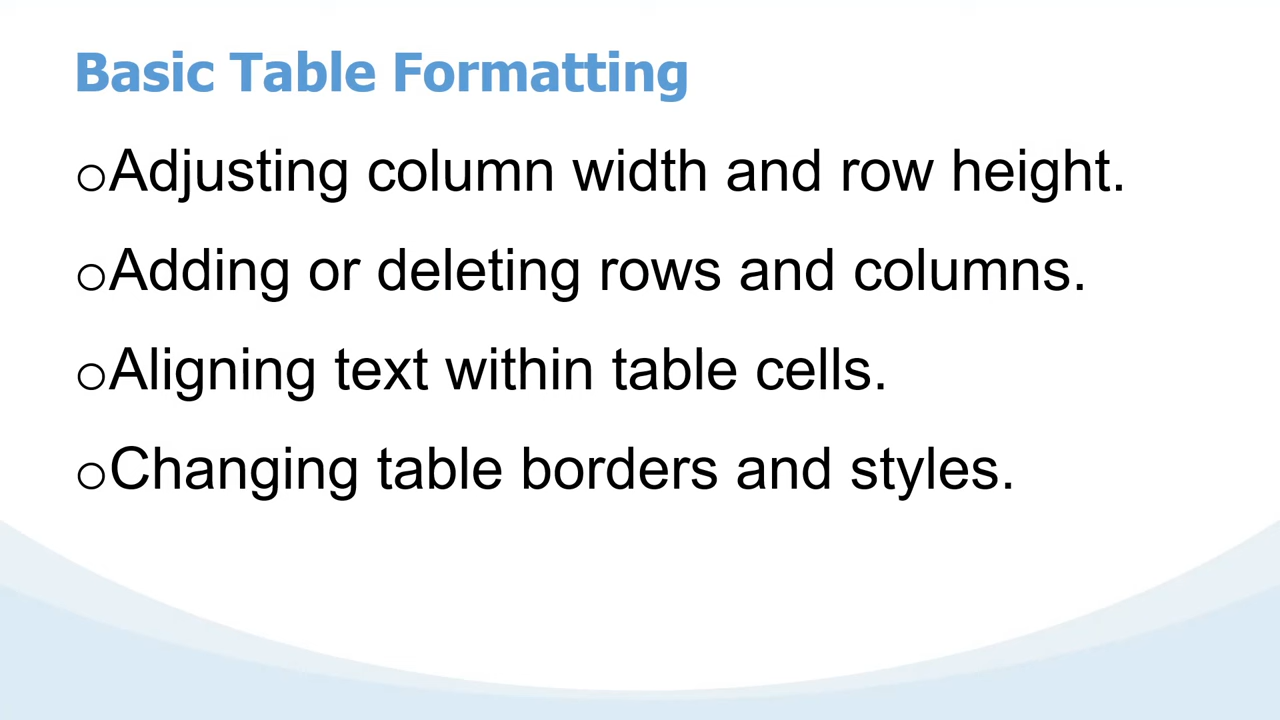 Basic Table Formatting
oAdjusting column width and row height.
oAdding or deleting rows and columns.
oAligning text within table cells.
oChanging table borders and styles.